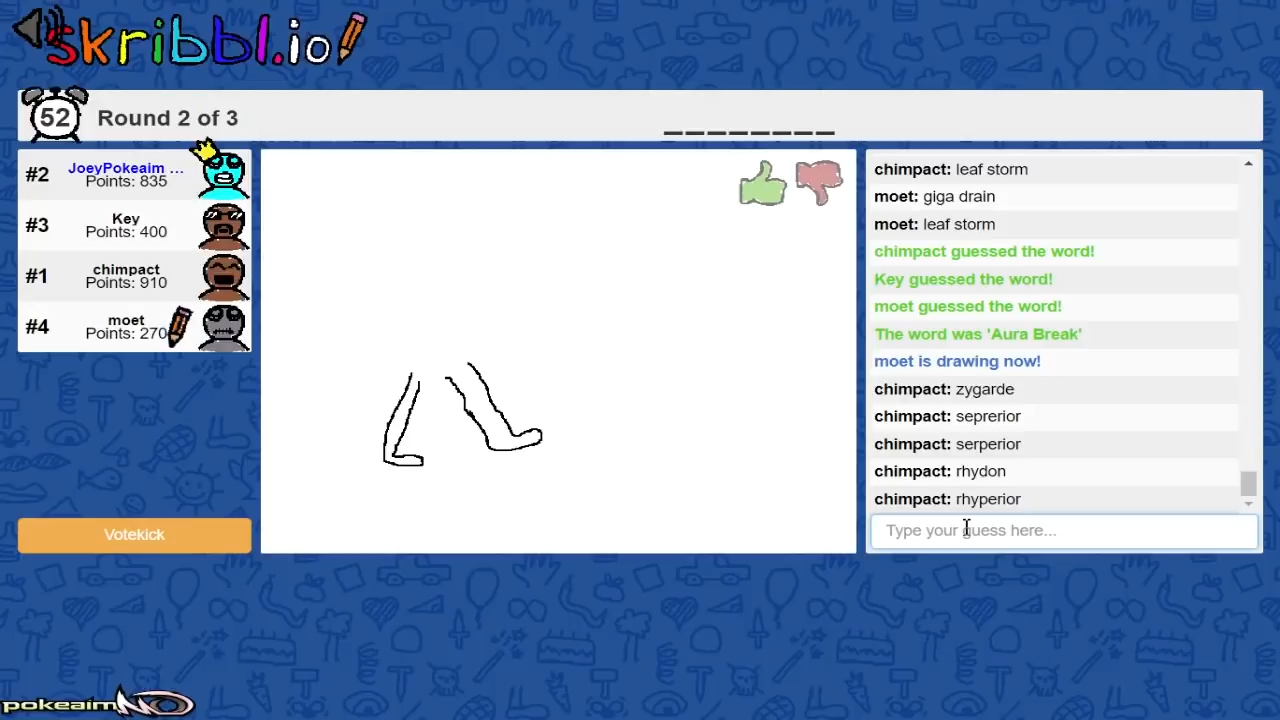 skribbl.io
52
Round 2 of 3
________
#2
JoeyPokeaim ...
Points: 835
#3
Key
Points: 400
#1
chimpact
Points: 910
#4
moet
Points: 270
Votekick
chimpact: leaf storm
moet: giga drain
moet: leaf storm
chimpact guessed the word!
Key guessed the word!
moet guessed the word!
The word was 'Aura Break'
moet is drawing now!
chimpact: zygarde
chimpact: seprerior
chimpact: serperior
chimpact: rhydon
chimpact: rhyperior
Type your guess here...
pokeaim